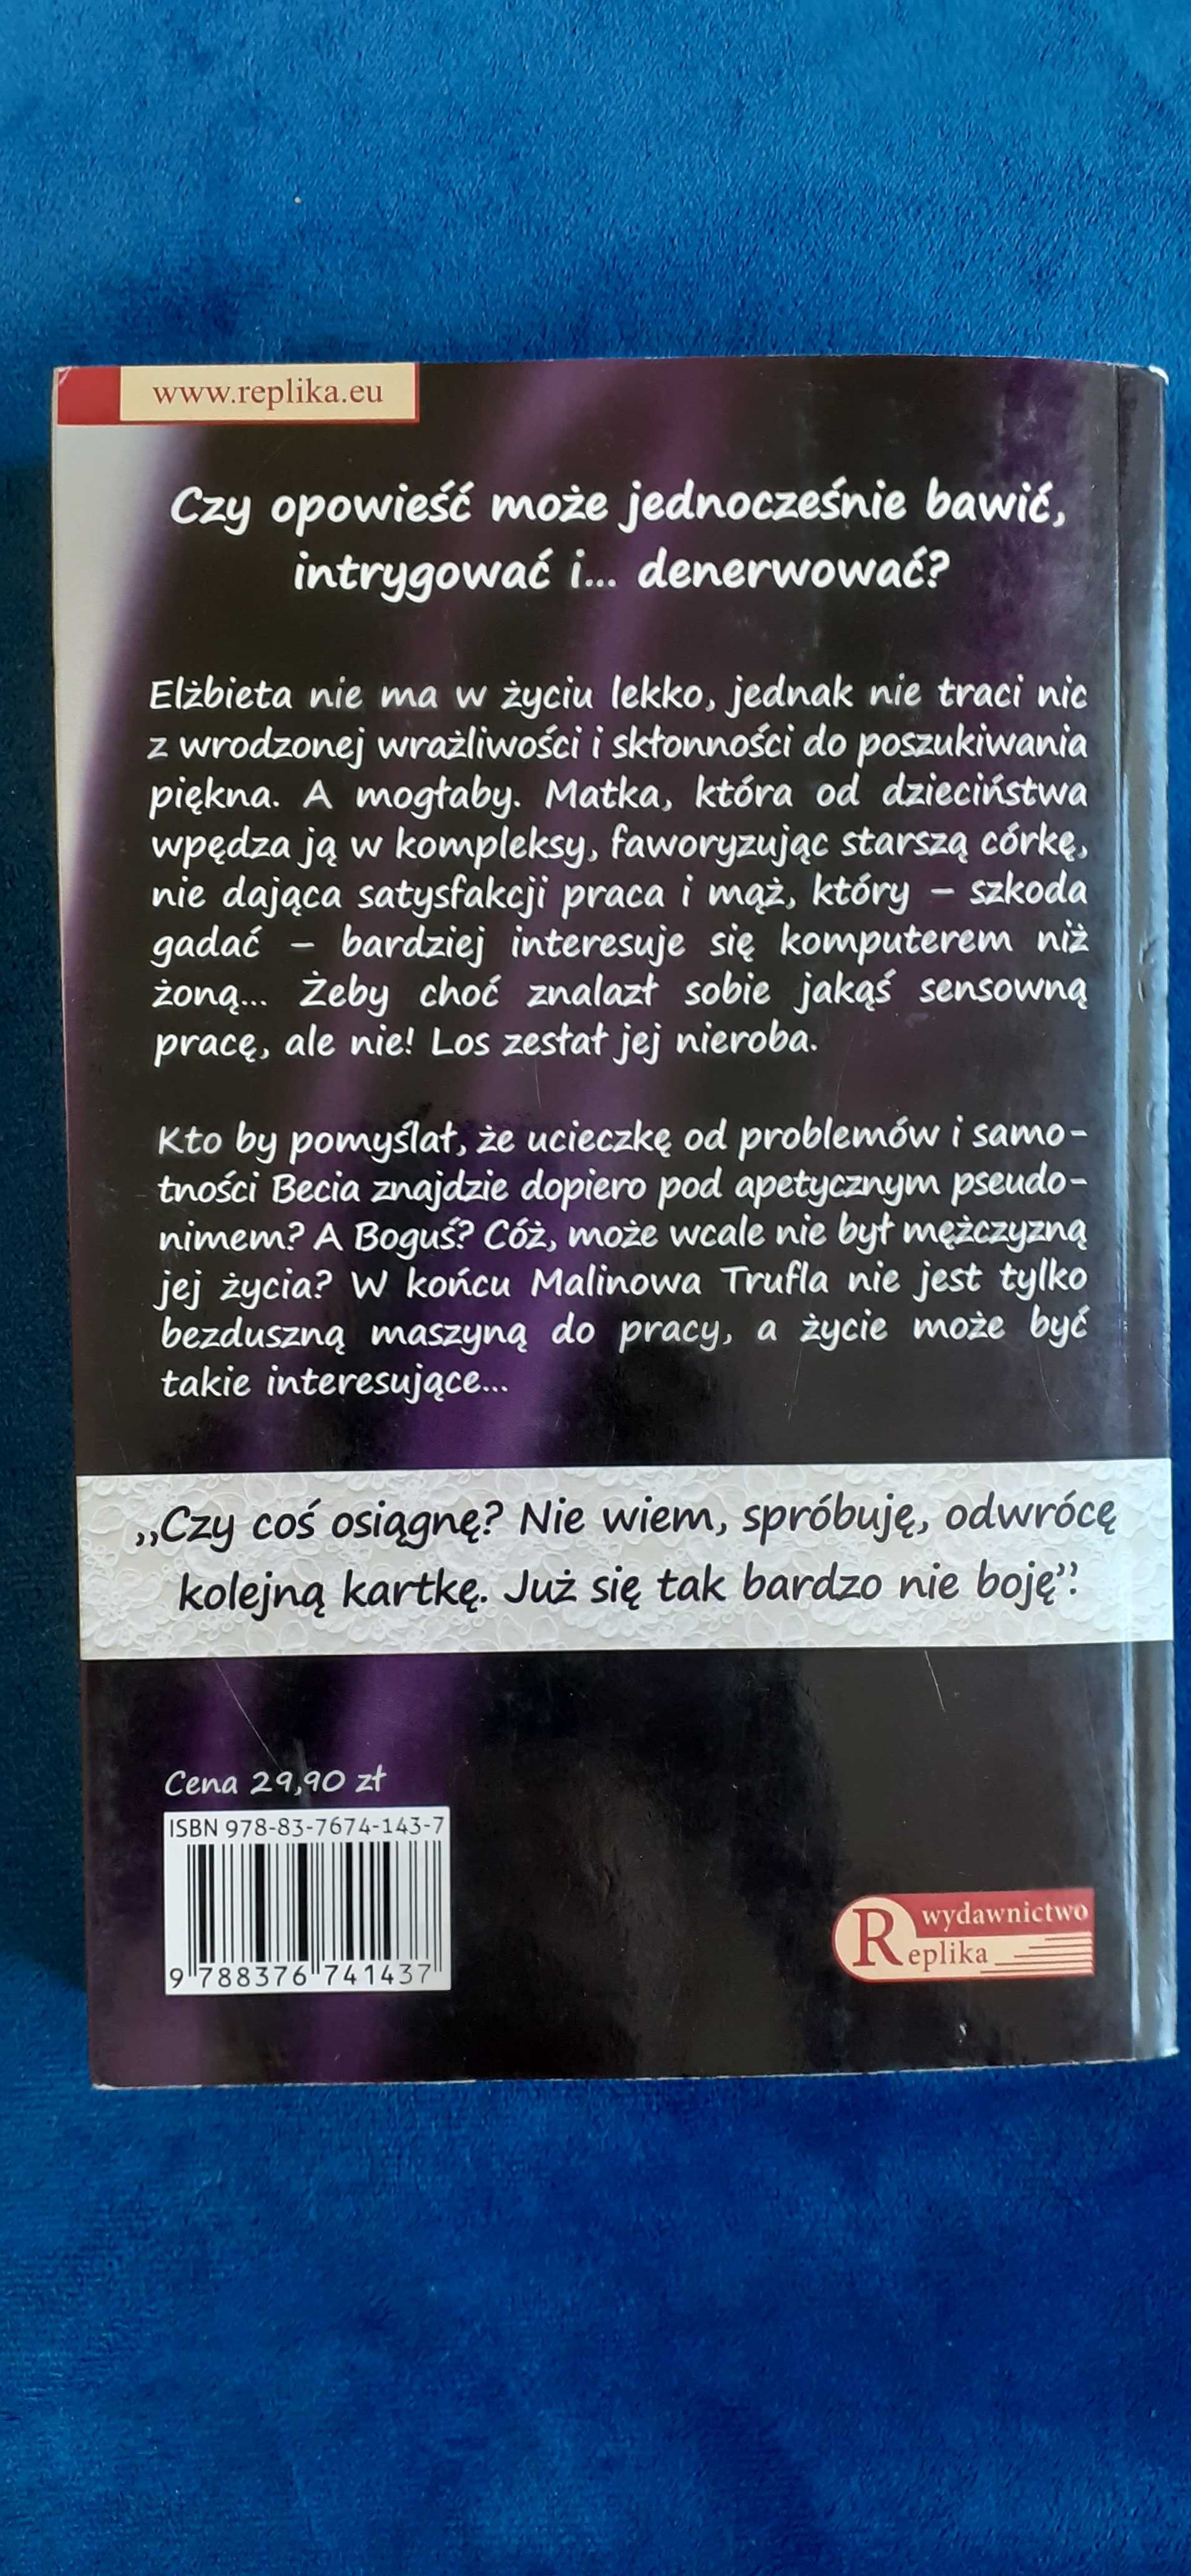 www.replika.eu
Czy opowieść może jednocześnie bawić,
intrygować i... denerwować?
Elżbieta nie ma w życiu lekko, jednak nie traci nic
z wrodzonej wrażliwości i skłonności do poszukiwania
piękna. A mogłaby. Matka, która od dzieciństwa
wpędza ją w kompleksy, faworyzując starszą córkę,
nie dająca satysfakcji praca i mąż, który – szkoda
gadać – bardziej interesuje się komputerem niż
żoną... Żeby choć znalazł sobie jakąś sensowną
pracę, ale nie! Los zesłał jej nieroba.
Kto by pomyślał, że ucieczkę od problemów i samo-
tności Becia znajdzie dopiero pod apetycznym pseudo-
nimem? A Boguś? Cóż, może wcale nie był mężczyzną
jej życia? W końcu Malinowa Trufla nie jest tylko
bezduszną maszyną do pracy, a życie może być
takie interesujące...
„Czy coś osiągnę? Nie wiem, spróbuję, odwrócę
kolejną kartkę. Już się tak bardzo nie boję”.
Cena 29,90 zł
ISBN 978-83-7674-143-7
9 788376 741437
wydawnictwo
Replika